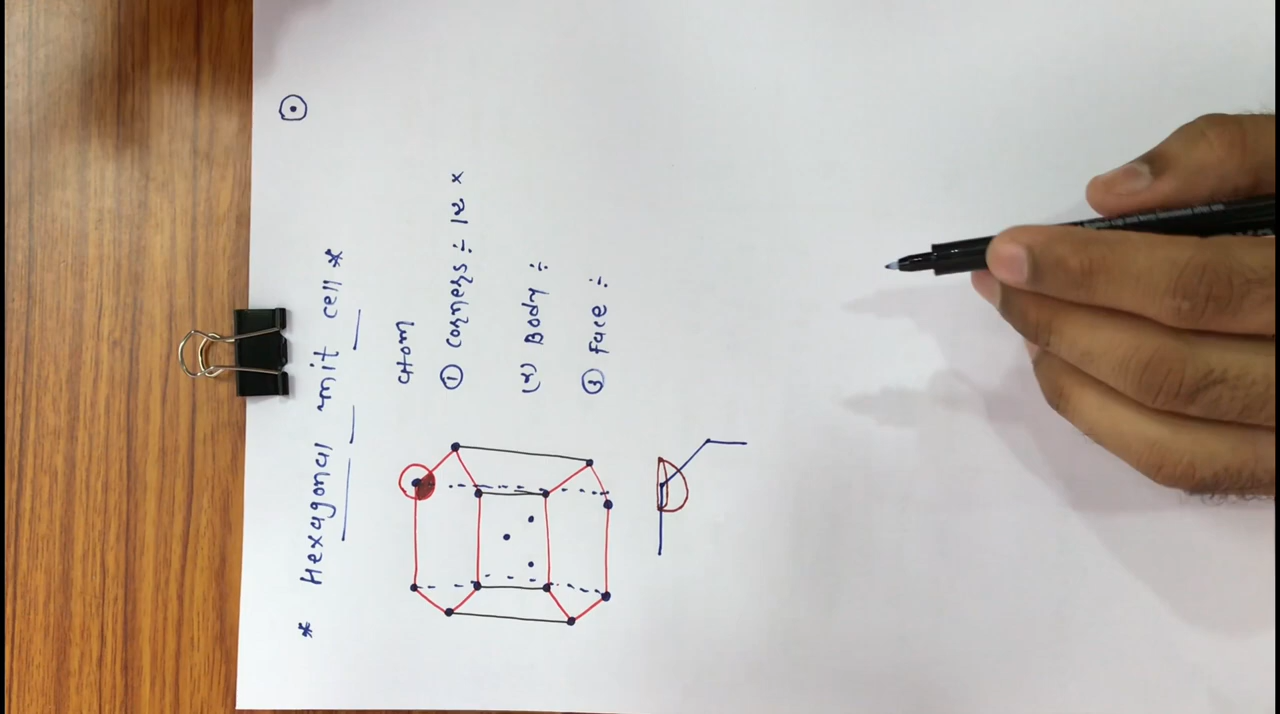 * Hexagonal unit cell *
Atom
① Corners ÷ 12 ×
(2) Body ÷
③ Face ÷